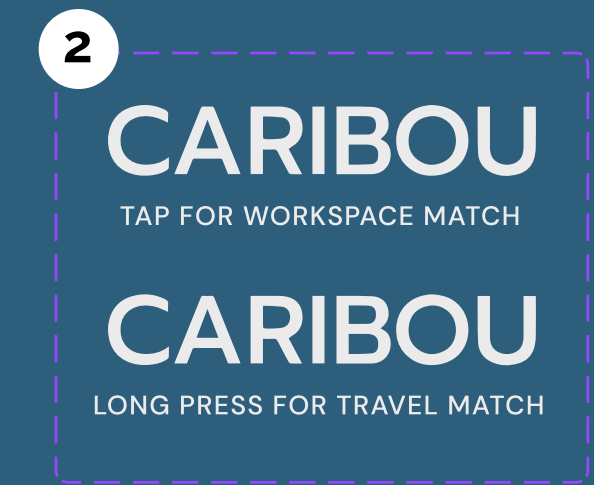 2
CARIBOU
TAP FOR WORKSPACE MATCH
CARIBOU
LONG PRESS FOR TRAVEL MATCH